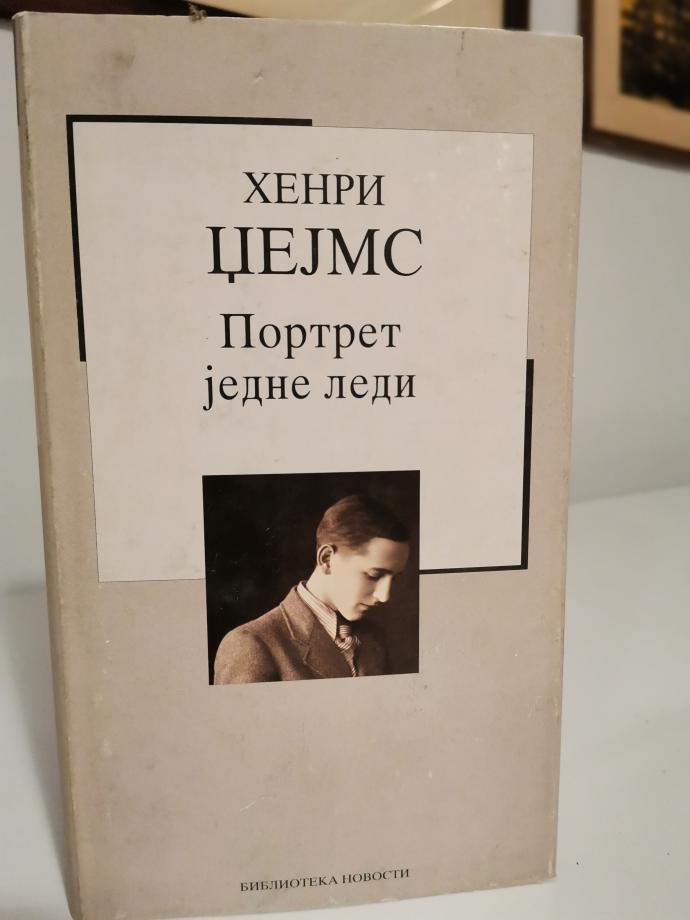 ХЕНРИ
ЏЕЈМС
Портрет
једне леди
БИБЛИОТЕКА НОВОСТИ